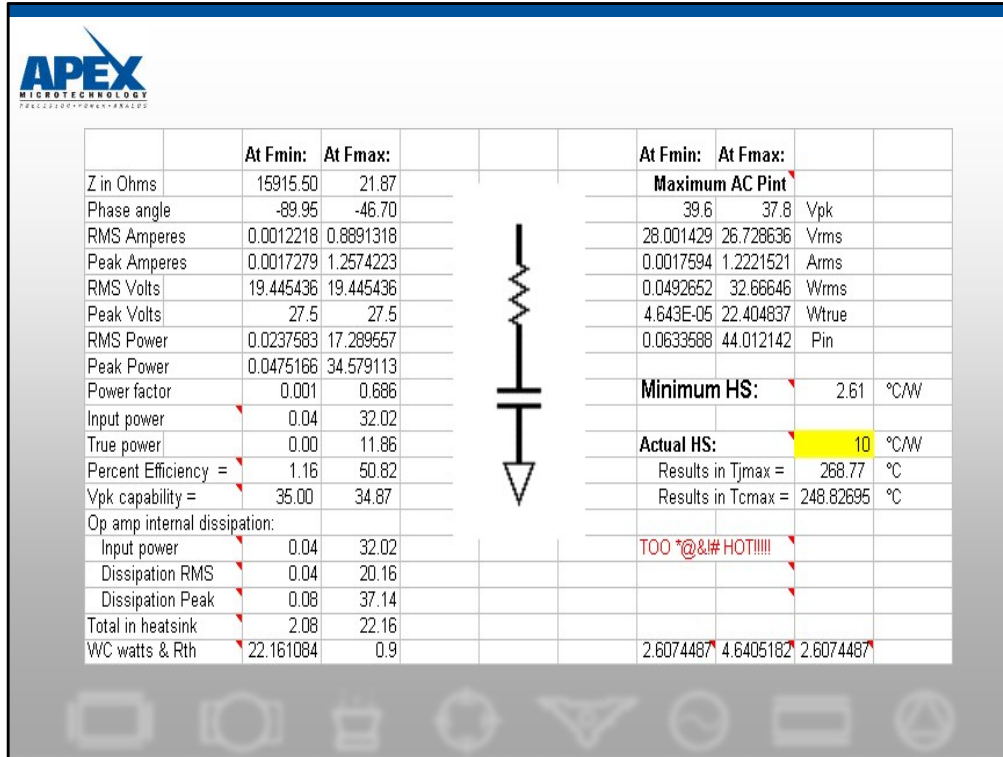 APEX
MICROTECHNOLOGY
PRECISION • POWER • ANALOG
At Fmin: At Fmax: At Fmin: At Fmax:
Z in Ohms 15915.50 21.87 Maximum AC Pint
Phase angle -89.95 -46.70 39.6 37.8 Vpk
RMS Amperes 0.0012218 0.8891318 28.001429 26.728636 Vrms
Peak Amperes 0.0017279 1.2574223 0.0017594 1.2221521 Arms
RMS Volts 19.445436 19.445436 0.0492652 32.66646 Wrms
Peak Volts 27.5 27.5 4.643E-05 22.404837 Wtrue
RMS Power 0.0237583 17.289557 0.0633588 44.012142 Pin
Peak Power 0.0475166 34.579113
Power factor 0.001 0.686 Minimum HS: 2.61 °C/W
Input power 0.04 32.02
True power 0.00 11.86 Actual HS: 10 °C/W
Percent Efficiency = 1.16 50.82 Results in Tjmax = 268.77 °C
Vpk capability = 35.00 34.87 Results in Tcmax = 248.82695 °C
Op amp internal dissipation:
Input power 0.04 32.02 TOO *@&!# HOT!!!!!
Dissipation RMS 0.04 20.16
Dissipation Peak 0.08 37.14
Total in heatsink 2.08 22.16
WC watts & Rth 22.161084 0.9 2.6074487 4.6405182 2.6074487